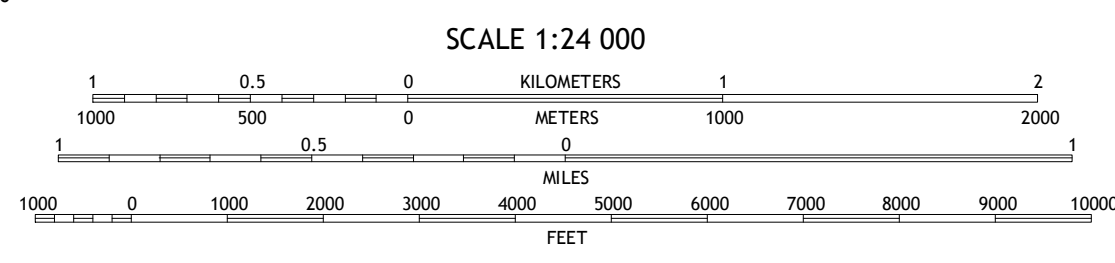 SCALE 1:24 000
1 0.5 0 KILOMETERS 1 2
1000 500 0 METERS 1000 2000
1 0.5 0 1
MILES
1000 0 1000 2000 3000 4000 5000 6000 7000 8000 9000 10000
FEET